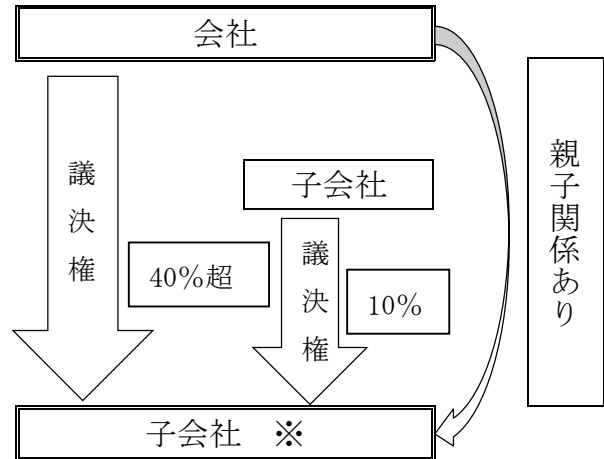 会社
議決権
40％超
子会社
議決権
10％
親子関係あり
子会社　※